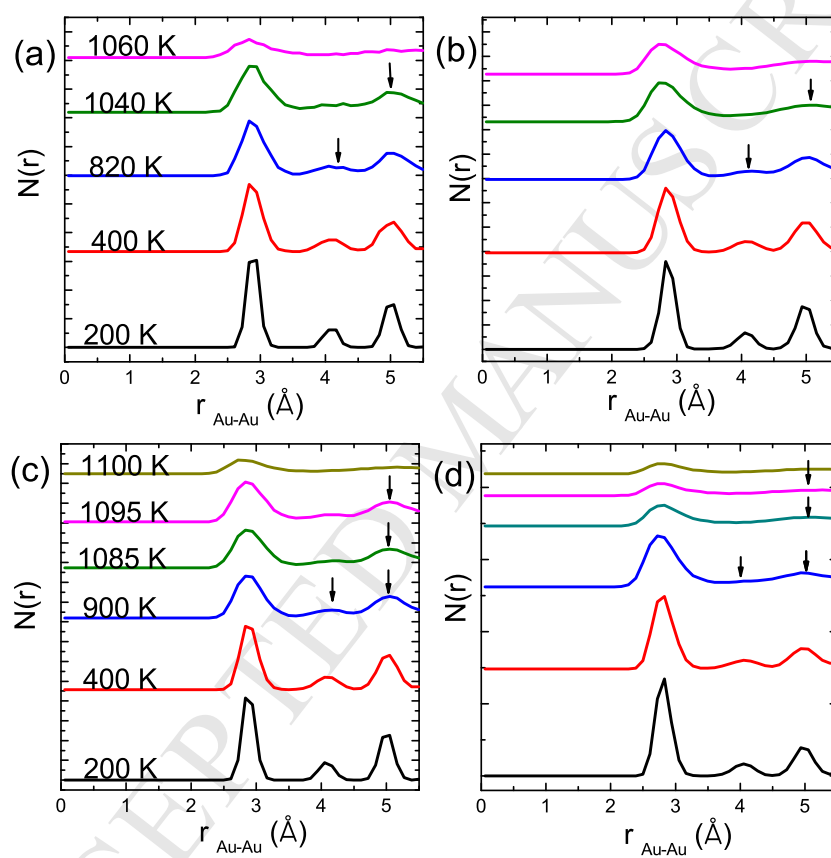 (a)
1060 K
1040 K
820 K
400 K
200 K
N(r)
0 1 2 3 4 5
r Au-Au (Å)
(b)
N(r)
0 1 2 3 4 5
r Au-Au (Å)
(c)
1100 K
1095 K
1085 K
900 K
400 K
200 K
N(r)
0 1 2 3 4 5
r Au-Au (Å)
(d)
N(r)
0 1 2 3 4 5
r Au-Au (Å)
EPTED MANUSCR